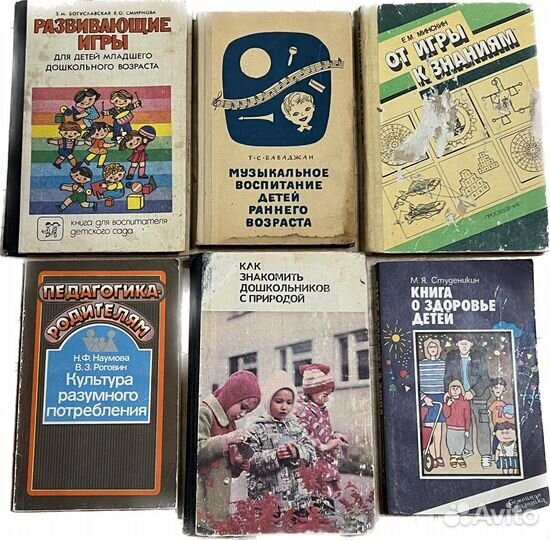 З. М. БОГУСЛАВСКАЯ Е. О. СМИРНОВА
РАЗВИВАЮЩИЕ
ИГРЫ
ДЛЯ ДЕТЕЙ МЛАДШЕГО
ДОШКОЛЬНОГО ВОЗРАСТА
книга для воспитателя
детского сада
Т·С·БАБАДЖАН
МУЗЫКАЛЬНОЕ
ВОСПИТАНИЕ
ДЕТЕЙ
РАННЕГО
ВОЗРАСТА
Е.М. МИНСКИН
ОТ ИГРЫ
К ЗНАНИЯМ
ПРОСВЕЩЕНИЕ
ПЕДАГОГИКА-
РОДИТЕЛЯМ
Н.Ф. Наумова
В.З. Роговин
Культура
разумного
потребления
КАК
ЗНАКОМИТЬ
ДОШКОЛЬНИКОВ
С ПРИРОДОЙ
М. Я. Студеникин
КНИГА
О ЗДОРОВЬЕ
ДЕТЕЙ
Семейная
библиотека
Avito